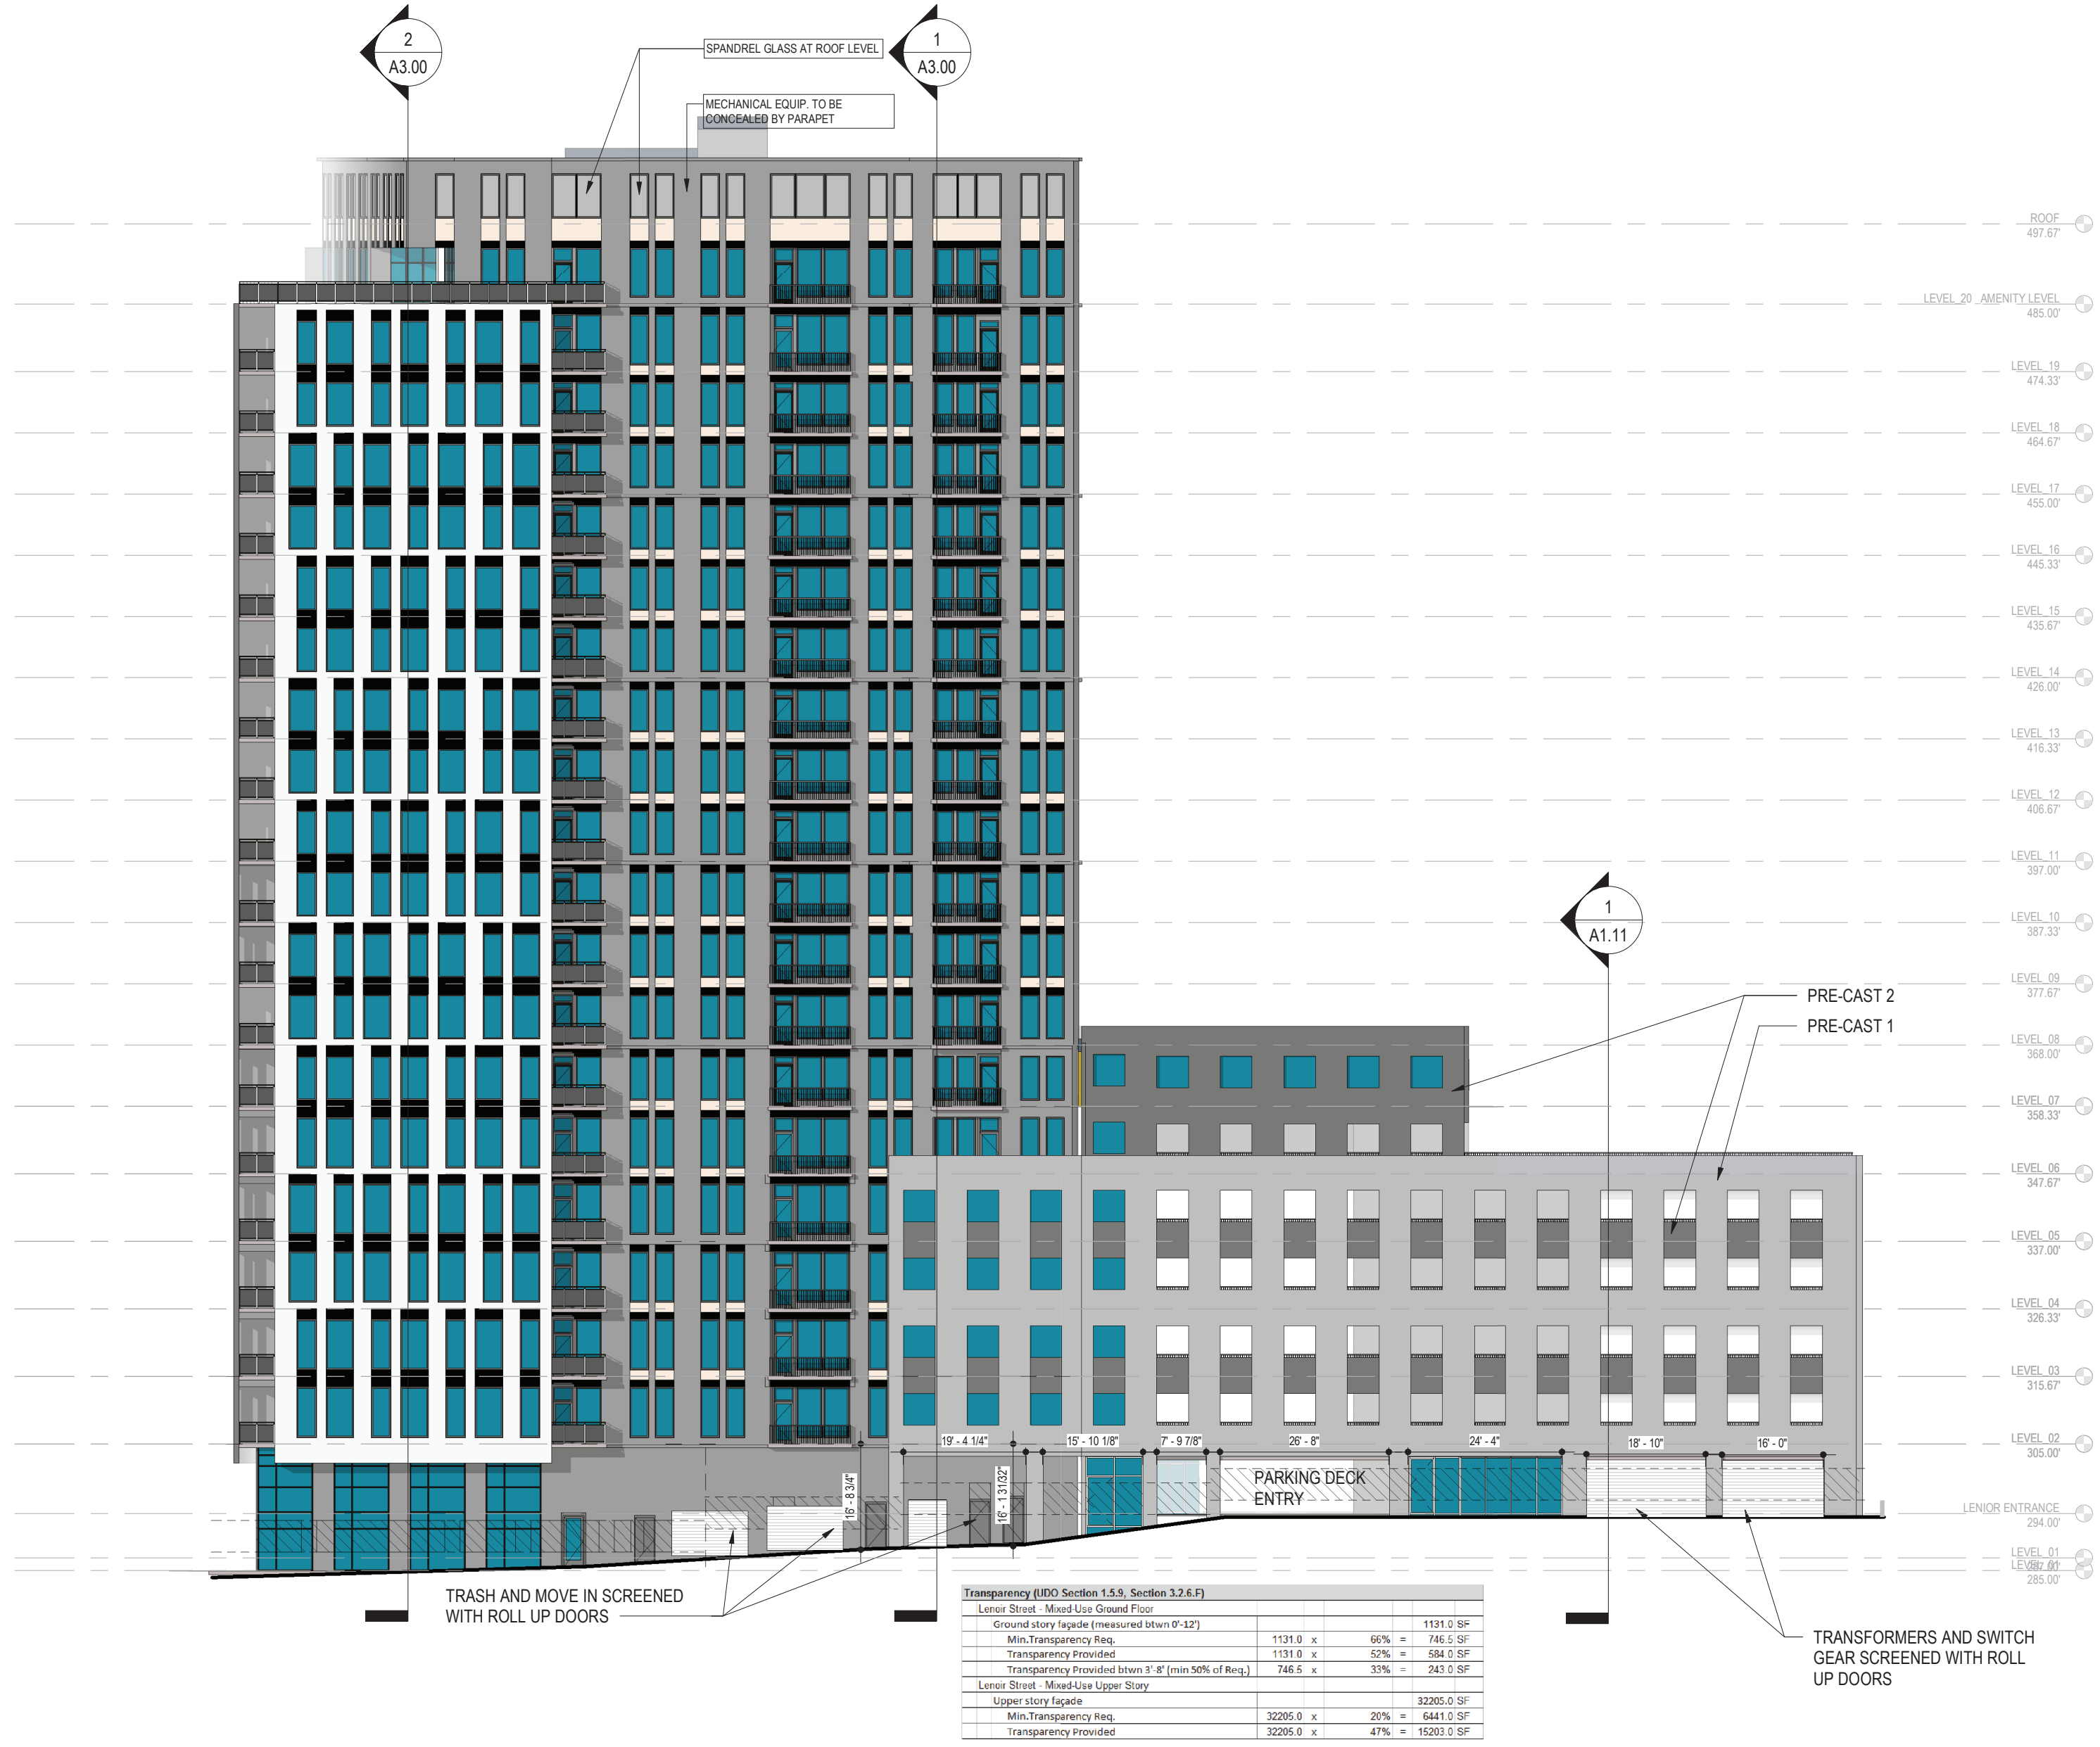 2
A3.00
SPANDREL GLASS AT ROOF LEVEL
1
A3.00
MECHANICAL EQUIP. TO BE
CONCEALED BY PARAPET
ROOF
497.67'
LEVEL_20 _AMENITY LEVEL
485.00'
LEVEL_19
474.33'
LEVEL_18
464.67'
LEVEL_17
455.00'
LEVEL_16
445.33'
LEVEL_15
435.67'
LEVEL_14
426.00'
LEVEL_13
416.33'
LEVEL_12
406.67'
LEVEL_11
397.00'
1
A1.11
LEVEL_10
387.33'
LEVEL_09
377.67'
PRE-CAST 2
PRE-CAST 1
LEVEL_08
368.00'
LEVEL_07
358.33'
LEVEL_06
347.67'
LEVEL_05
337.00'
LEVEL_04
326.33'
LEVEL_03
315.67'
LEVEL_02
305.00'
19' - 4 1/4"
15' - 10 1/8"
7' - 9 7/8"
26' - 8"
24' - 4"
18' - 10"
16' - 0"
16' - 8 3/4"
16' - 1 31/32"
PARKING DECK
ENTRY
LENIOR ENTRANCE
294.00'
LEVEL_01
285.00'
TRASH AND MOVE IN SCREENED
WITH ROLL UP DOORS
TRANSFORMERS AND SWITCH
GEAR SCREENED WITH ROLL
UP DOORS
Transparency (UDO Section 1.5.9, Section 3.2.6.F)
Lenoir Street - Mixed-Use Ground Floor
Ground story façade (measured btwn 0'-12') 1131.0 SF
Min.Transparency Req. 1131.0 x 66% = 746.5 SF
Transparency Provided 1131.0 x 52% = 584.0 SF
Transparency Provided btwn 3'-8' (min 50% of Req.) 746.5 x 33% = 243.0 SF
Lenoir Street - Mixed-Use Upper Story
Upper story façade 32205.0 SF
Min.Transparency Req. 32205.0 x 20% = 6441.0 SF
Transparency Provided 32205.0 x 47% = 15203.0 SF